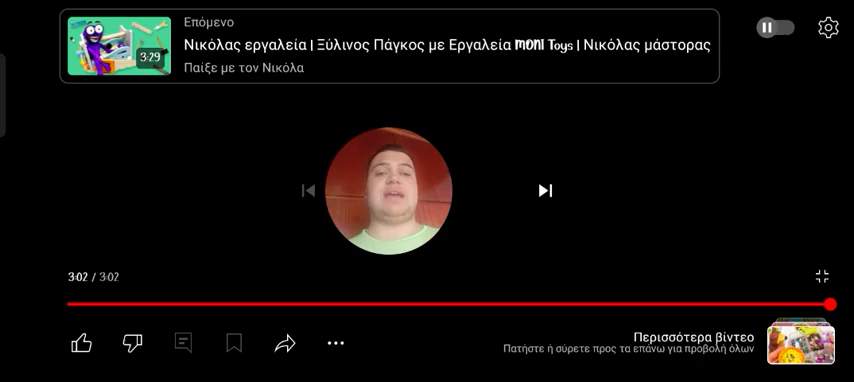 Επόμενο
Νικόλας εργαλεία | Ξύλινος Πάγκος με Εργαλεία MONI Toys | Νικόλας μάστορας
3:29
Παίξε με τον Νικόλα
3:02 / 3:02
Περισσότερα βίντεο
Πατήστε ή σύρετε προς τα επάνω για προβολή όλων